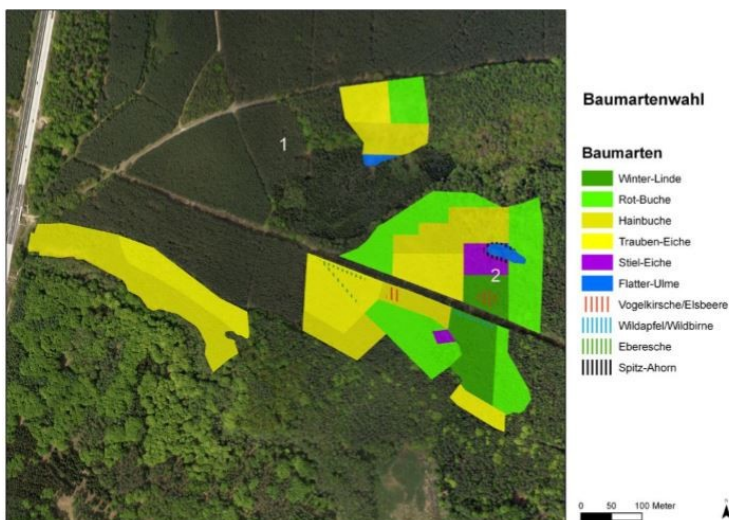 1
2
Baumartenwahl
Baumarten
Winter-Linde
Rot-Buche
Hainbuche
Trauben-Eiche
Stiel-Eiche
Flatter-Ulme
Vogelkirsche/Elsbeere
Wildapfel/Wildbirne
Eberesche
Spitz-Ahorn
0 50 100 Meter
N